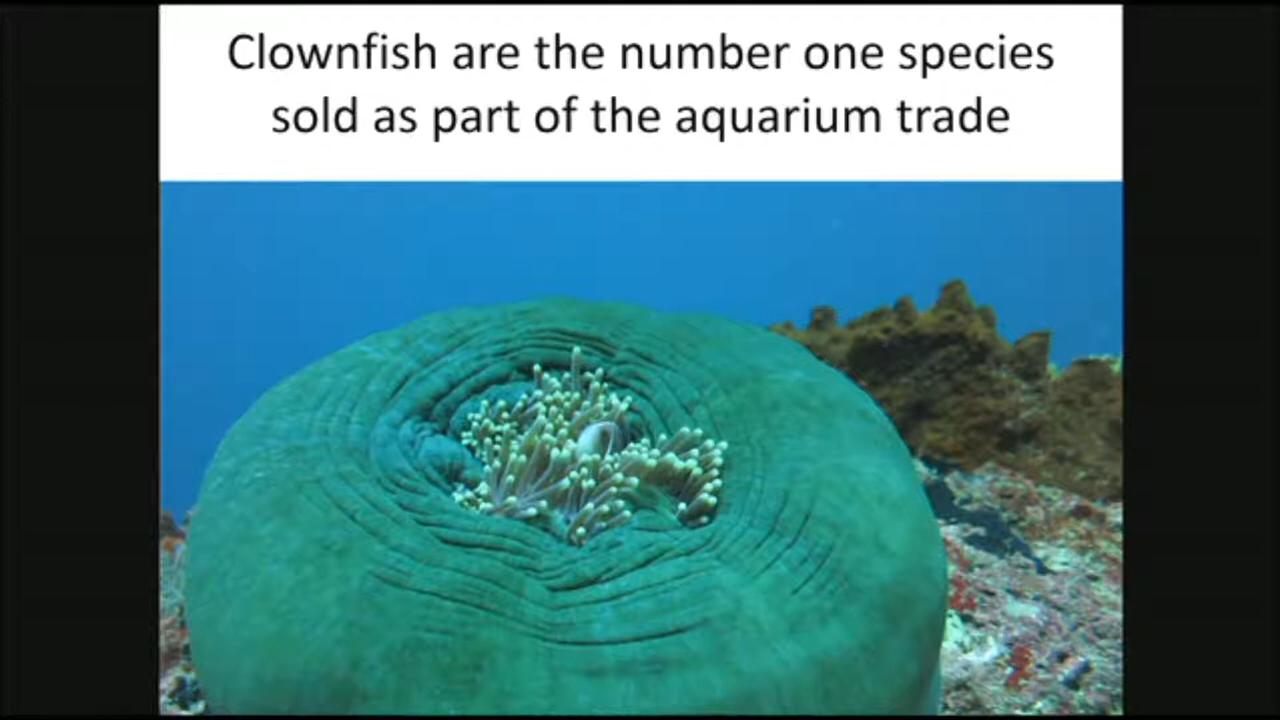 Clownfish are the number one species
sold as part of the aquarium trade